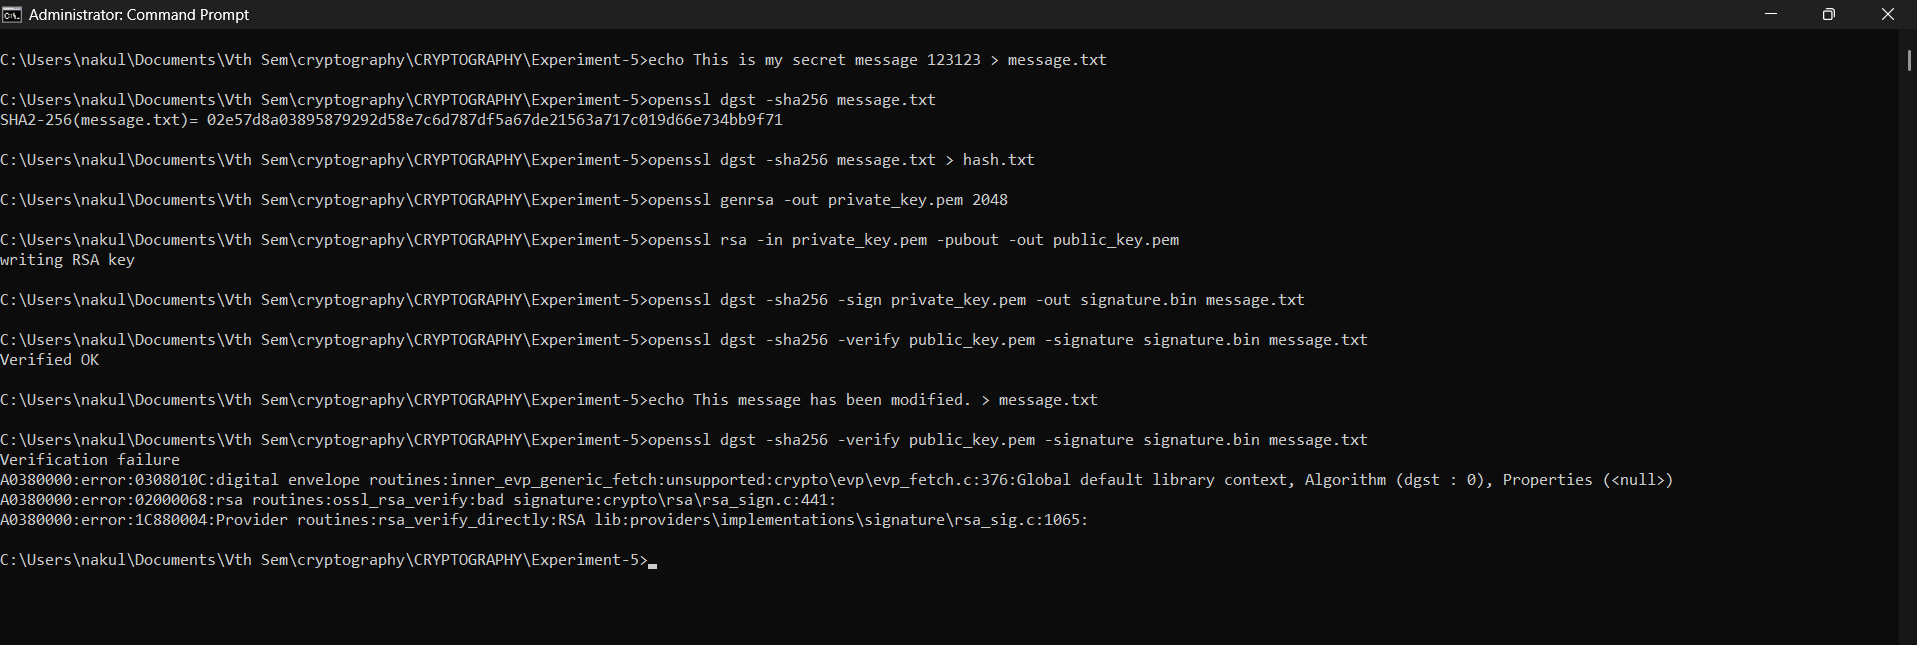 Administrator: Command Prompt
C:\Users\nakul\Documents\Vth Sem\cryptography\CRYPTOGRAPHY\Experiment-5>echo This is my secret message 123123 > message.txt
C:\Users\nakul\Documents\Vth Sem\cryptography\CRYPTOGRAPHY\Experiment-5>openssl dgst -sha256 message.txt
SHA2-256(message.txt)= 02e57d8a03895879292d58e7c6d787df5a67de21563a717c019d66e734bb9f71
C:\Users\nakul\Documents\Vth Sem\cryptography\CRYPTOGRAPHY\Experiment-5>openssl dgst -sha256 message.txt > hash.txt
C:\Users\nakul\Documents\Vth Sem\cryptography\CRYPTOGRAPHY\Experiment-5>openssl genrsa -out private_key.pem 2048
C:\Users\nakul\Documents\Vth Sem\cryptography\CRYPTOGRAPHY\Experiment-5>openssl rsa -in private_key.pem -pubout -out public_key.pem
writing RSA key
C:\Users\nakul\Documents\Vth Sem\cryptography\CRYPTOGRAPHY\Experiment-5>openssl dgst -sha256 -sign private_key.pem -out signature.bin message.txt
C:\Users\nakul\Documents\Vth Sem\cryptography\CRYPTOGRAPHY\Experiment-5>openssl dgst -sha256 -verify public_key.pem -signature signature.bin message.txt
Verified OK
C:\Users\nakul\Documents\Vth Sem\cryptography\CRYPTOGRAPHY\Experiment-5>echo This message has been modified. > message.txt
C:\Users\nakul\Documents\Vth Sem\cryptography\CRYPTOGRAPHY\Experiment-5>openssl dgst -sha256 -verify public_key.pem -signature signature.bin message.txt
Verification failure
A0380000:error:0308010C:digital envelope routines:inner_evp_generic_fetch:unsupported:crypto\evp\evp_fetch.c:376:Global default library context, Algorithm (dgst : 0), Properties (<null>)
A0380000:error:02000068:rsa routines:ossl_rsa_verify:bad signature:crypto\rsa\rsa_sign.c:441:
A0380000:error:1C880004:Provider routines:rsa_verify_directly:RSA lib:providers\implementations\signature\rsa_sig.c:1065:
C:\Users\nakul\Documents\Vth Sem\cryptography\CRYPTOGRAPHY\Experiment-5>